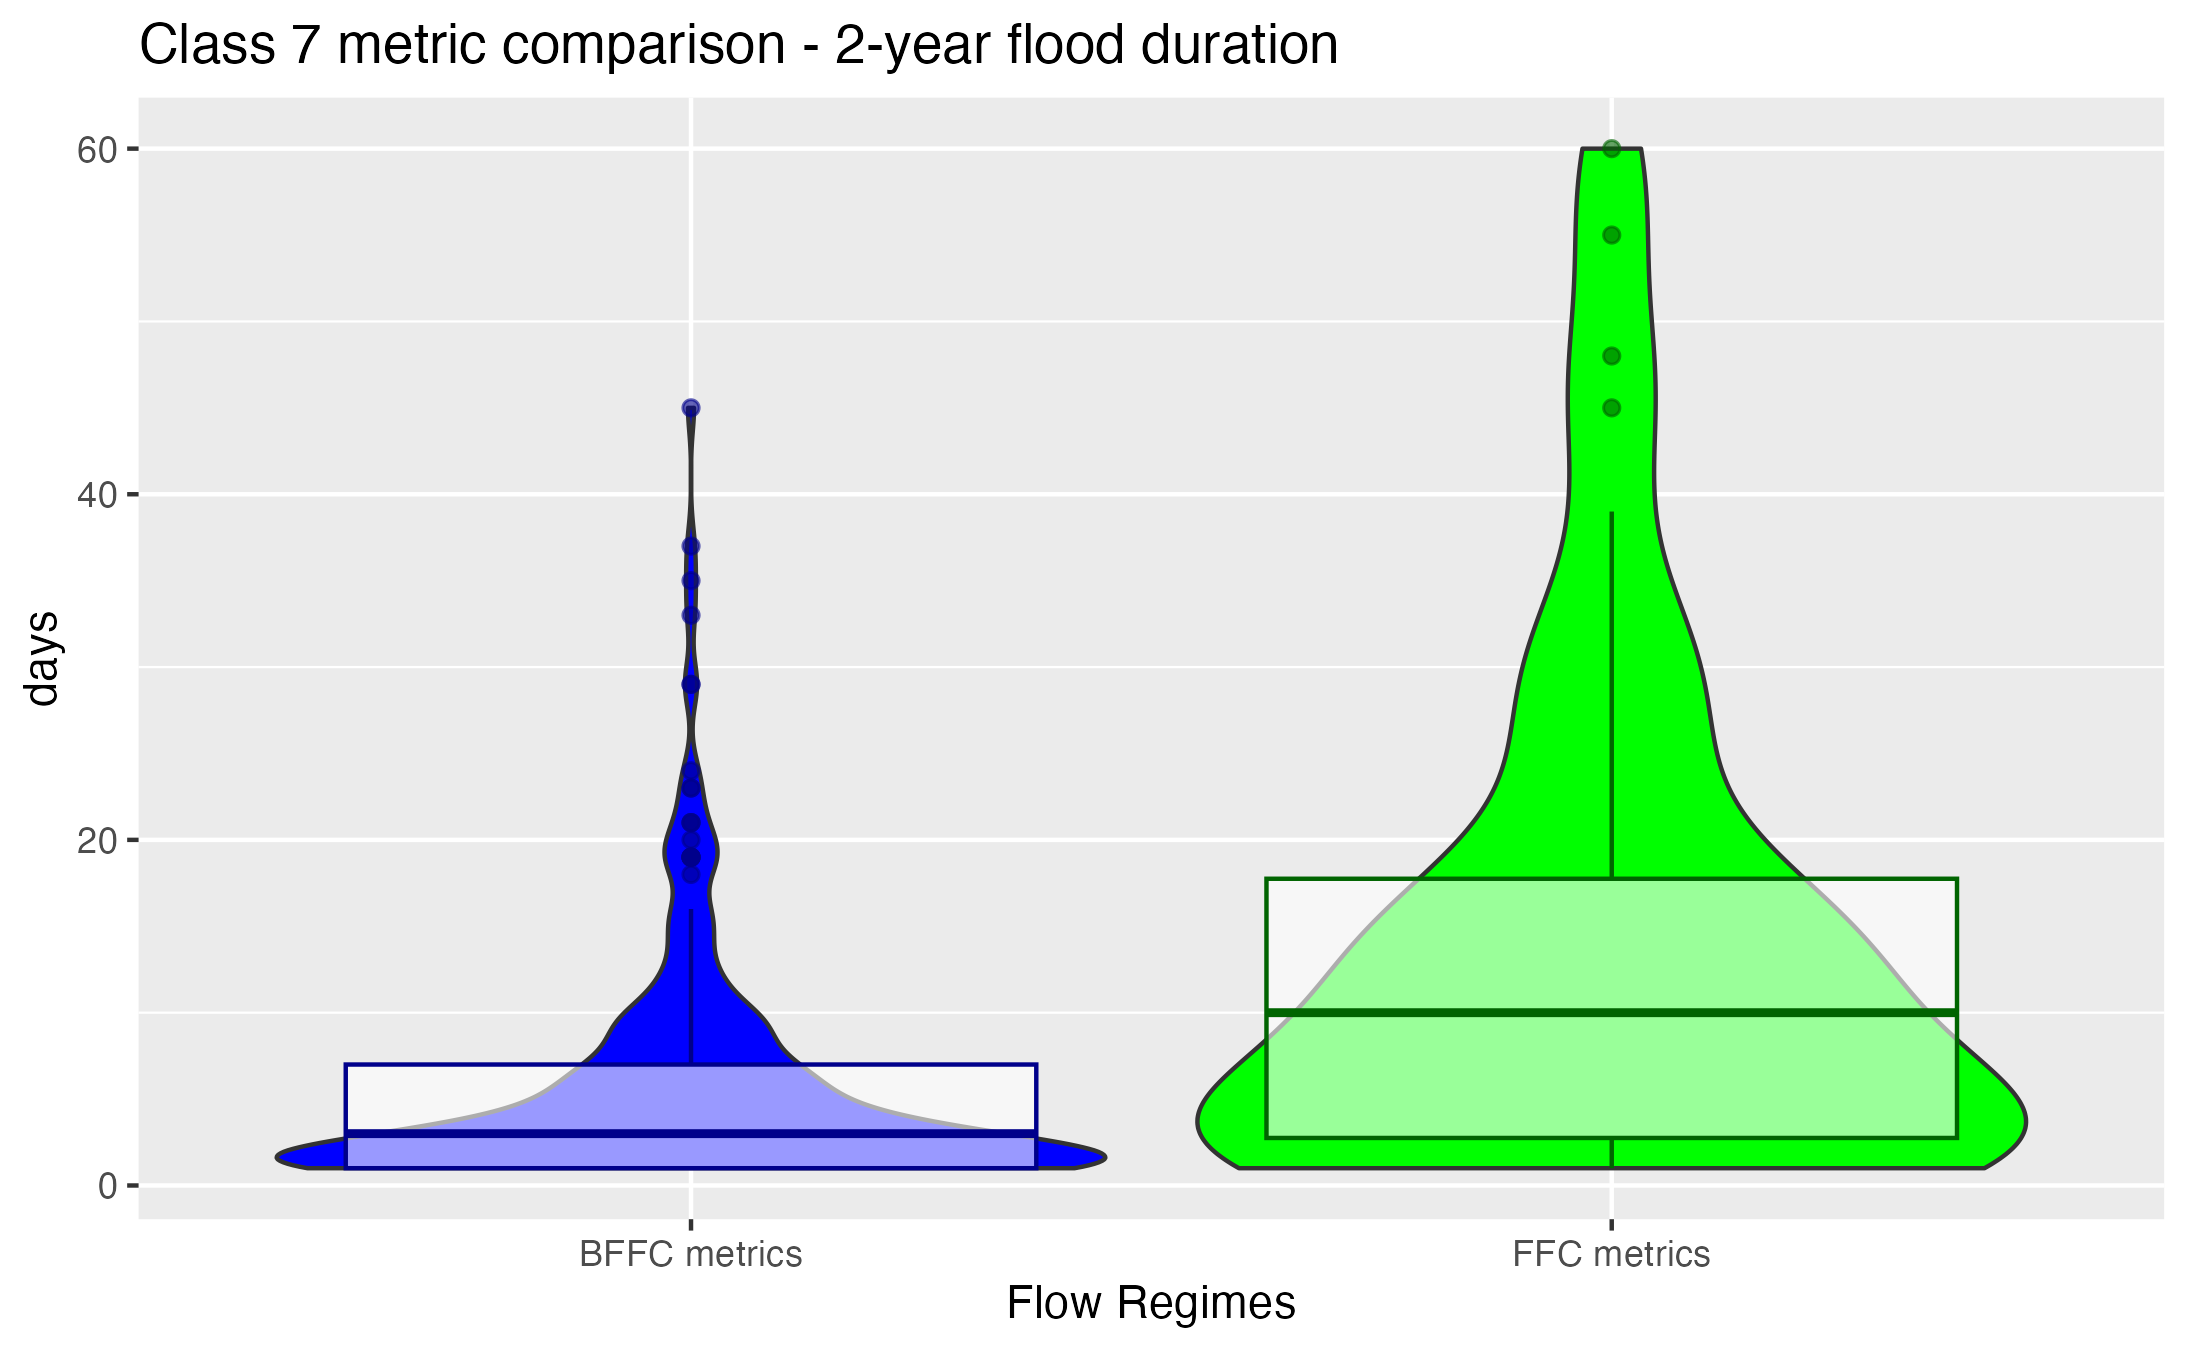 Class 7 metric comparison - 2-year flood duration
60
40
20
0
days
BFFC metrics
FFC metrics
Flow Regimes